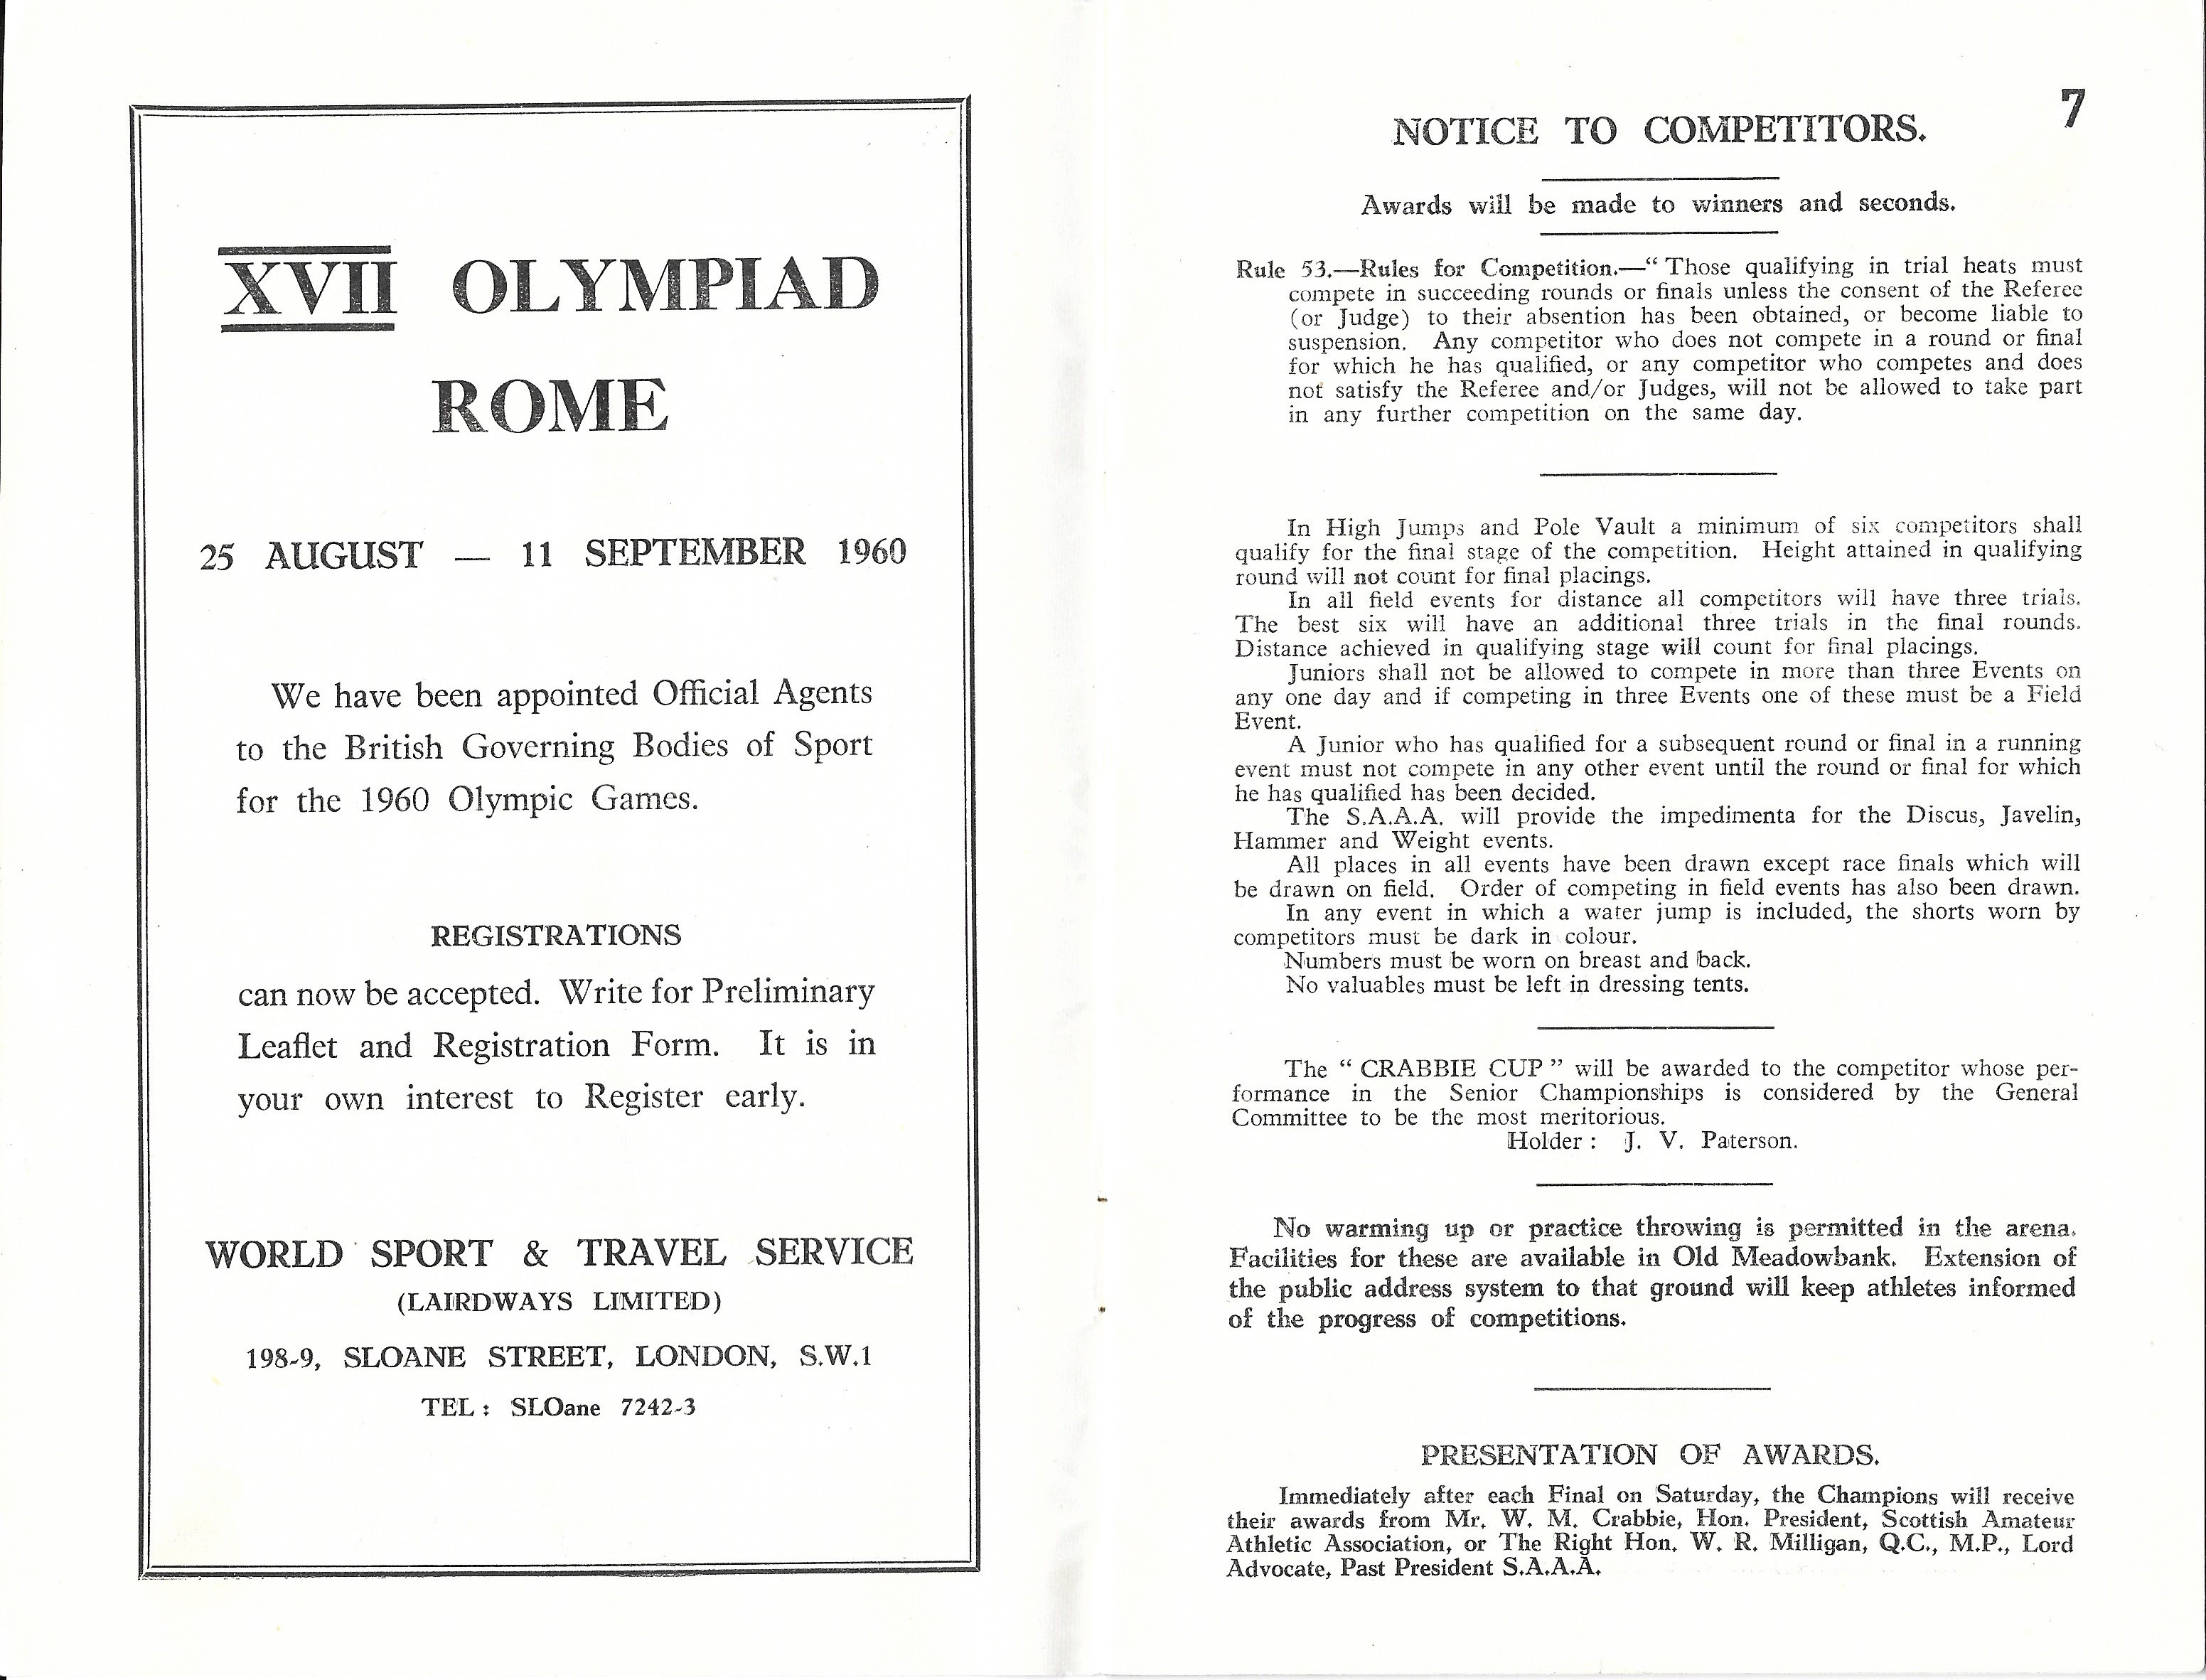 XVII OLYMPIAD
ROME
25 AUGUST — 11 SEPTEMBER 1960
We have been appointed Official Agents
to the British Governing Bodies of Sport
for the 1960 Olympic Games.
REGISTRATIONS
can now be accepted. Write for Preliminary
Leaflet and Registration Form. It is in
your own interest to Register early.
WORLD SPORT & TRAVEL SERVICE
(LAIRDWAYS LIMITED)
198-9, SLOANE STREET, LONDON, S.W.1
TEL : SLOane 7242-3
7
NOTICE TO COMPETITORS.
Awards will be made to winners and seconds.
Rule 53.—Rules for Competition.—“ Those qualifying in trial heats must
compete in succeeding rounds or finals unless the consent of the Referee
(or Judge) to their absention has been obtained, or become liable to
suspension. Any competitor who does not compete in a round or final
for which he has qualified, or any competitor who competes and does
not satisfy the Referee and/or Judges, will not be allowed to take part
in any further competition on the same day.
In High Jumps and Pole Vault a minimum of six competitors shall
qualify for the final stage of the competition. Height attained in qualifying
round will not count for final placings.
In all field events for distance all competitors will have three trials.
The best six will have an additional three trials in the final rounds.
Distance achieved in qualifying stage will count for final placings.
Juniors shall not be allowed to compete in more than three Events on
any one day and if competing in three Events one of these must be a Field
Event.
A Junior who has qualified for a subsequent round or final in a running
event must not compete in any other event until the round or final for which
he has qualified has been decided.
The S.A.A.A. will provide the impedimenta for the Discus, Javelin,
Hammer and Weight events.
All places in all events have been drawn except race finals which will
be drawn on field. Order of competing in field events has also been drawn.
In any event in which a water jump is included, the shorts worn by
competitors must be dark in colour.
Numbers must be worn on breast and back.
No valuables must be left in dressing tents.
The “ CRABBIE CUP ” will be awarded to the competitor whose per-
formance in the Senior Championships is considered by the General
Committee to be the most meritorious.
Holder : J. V. Paterson.
No warming up or practice throwing is permitted in the arena.
Facilities for these are available in Old Meadowbank. Extension of
the public address system to that ground will keep athletes informed
of the progress of competitions.
PRESENTATION OF AWARDS.
Immediately after each Final on Saturday, the Champions will receive
their awards from Mr. W. M. Crabbie, Hon. President, Scottish Amateur
Athletic Association, or The Right Hon. W. R. Milligan, Q.C., M.P., Lord
Advocate, Past President S.A.A.A.